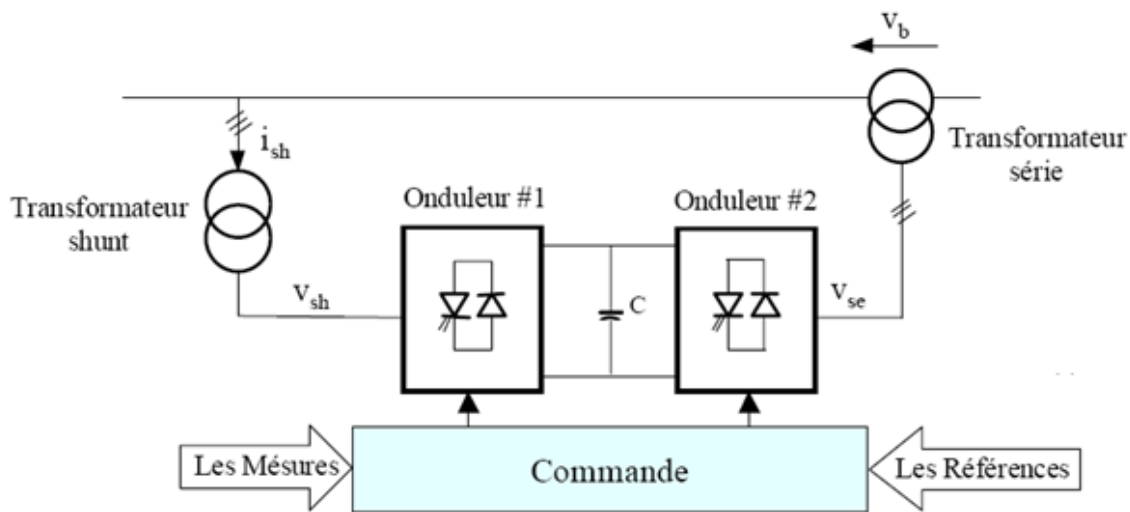 v_b
i_sh
Transformateur
série
Transformateur
shunt
Onduleur #1
Onduleur #2
v_sh
C
v_se
Les Mésures
Commande
Les Références